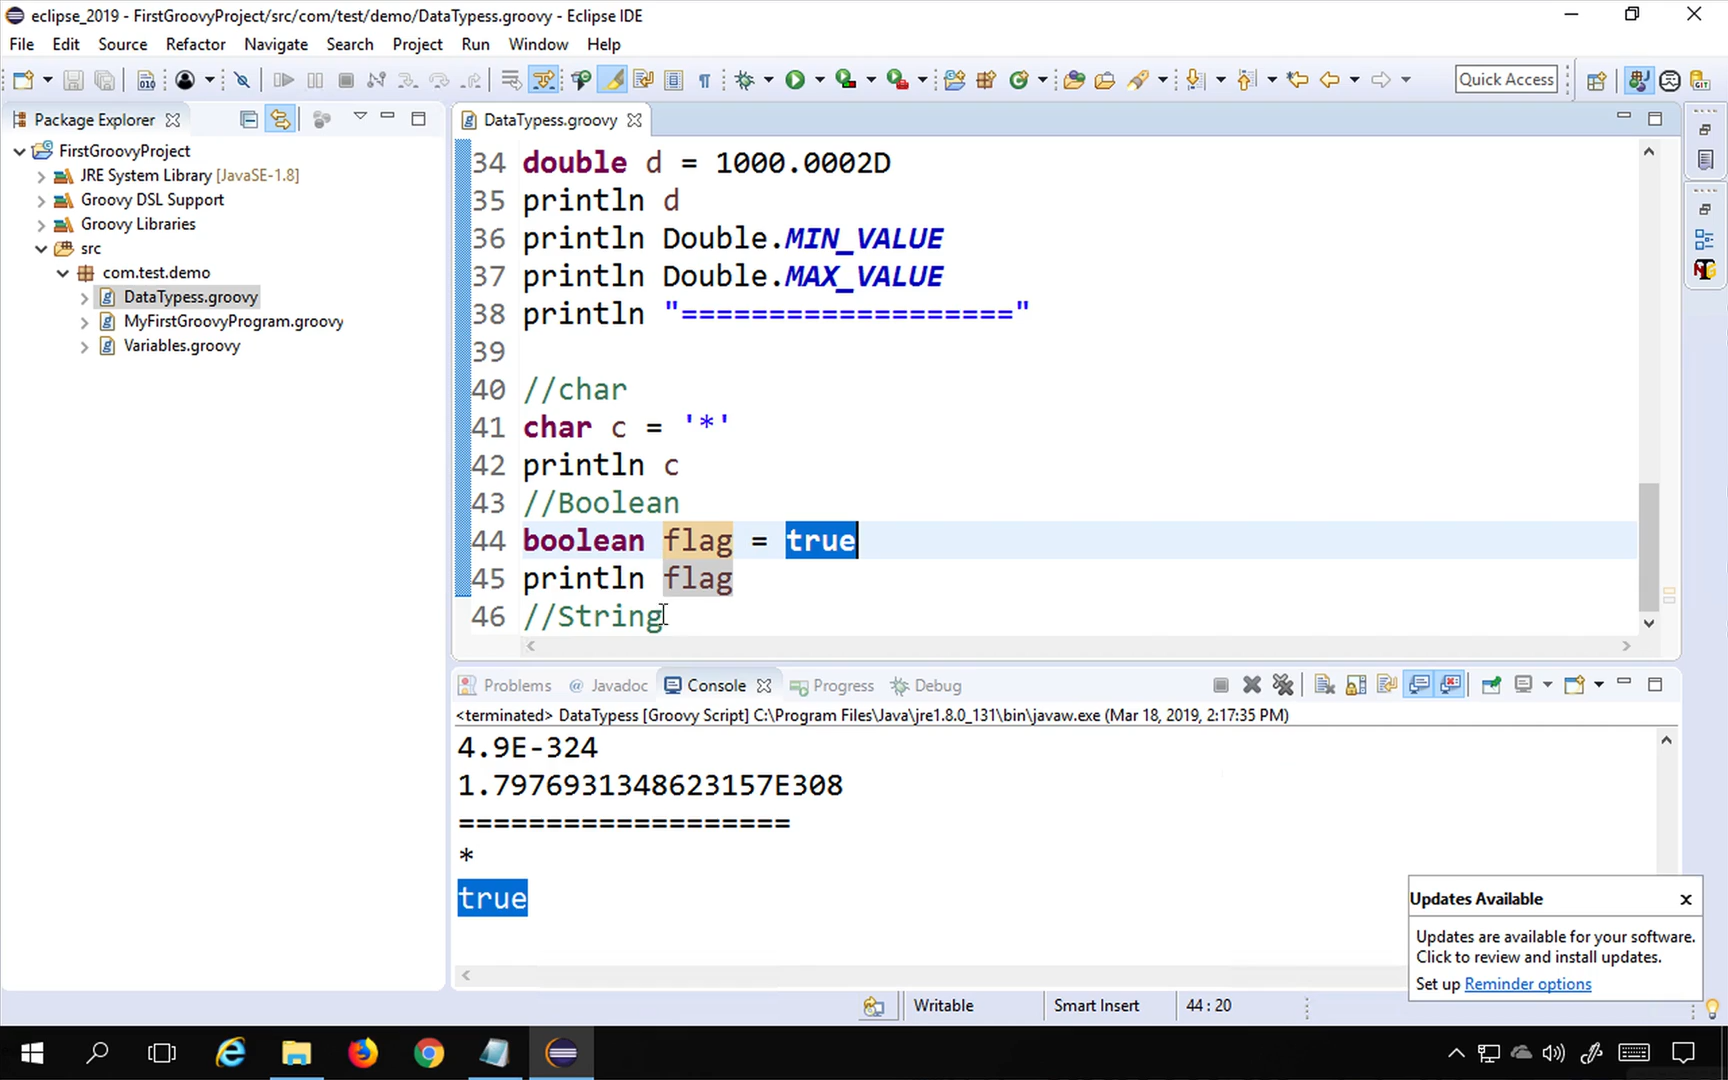 eclipse_2019 - FirstGroovyProject/src/com/test/demo/DataTypess.groovy - Eclipse IDE
File Edit Source Refactor Navigate Search Project Run Window Help
Quick Access
Package Explorer
DataTypess.groovy
FirstGroovyProject
JRE System Library [JavaSE-1.8]
Groovy DSL Support
Groovy Libraries
src
com.test.demo
DataTypess.groovy
MyFirstGroovyProgram.groovy
Variables.groovy
34 double d = 1000.0002D
35 println d
36 println Double.MIN_VALUE
37 println Double.MAX_VALUE
38 println "==================="
39
40 //char
41 char c = '*'
42 println c
43 //Boolean
44 boolean flag = true
45 println flag
46 //String
Problems @ Javadoc Console Progress Debug
<terminated> DataTypess [Groovy Script] C:\Program Files\Java\jre1.8.0_131\bin\javaw.exe (Mar 18, 2019, 2:17:35 PM)
4.9E-324
1.7976931348623157E308
===================
*
true
Updates Available
Updates are available for your software.
Click to review and install updates.
Set up Reminder options
Writable Smart Insert 44 : 20